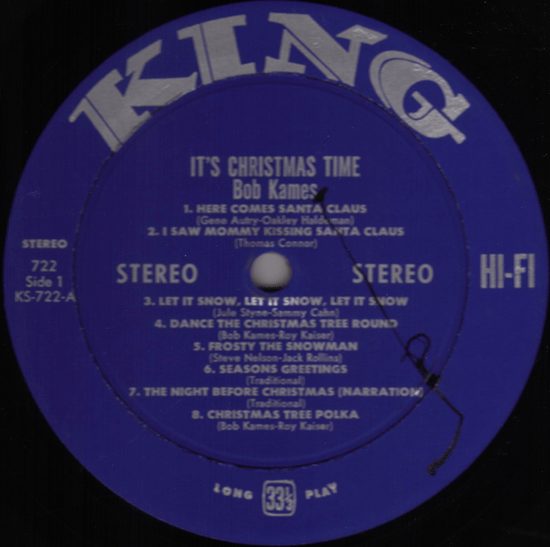 KING
IT'S CHRISTMAS TIME
Bob Kames
1. HERE COMES SANTA CLAUS
(Gene Autry-Oakley Haldeman)
2. I SAW MOMMY KISSING SANTA CLAUS
(Thomas Connor)
STEREO
722
Side 1
KS-722-A
STEREO
STEREO
HI-FI
3. LET IT SNOW, LET IT SNOW, LET IT SNOW
(Jule Styne-Sammy Cahn)
4. DANCE THE CHRISTMAS TREE ROUND
(Bob Kames-Roy Kaiser)
5. FROSTY THE SNOWMAN
(Steve Nelson-Jack Rollins)
6. SEASONS GREETINGS
(Traditional)
7. THE NIGHT BEFORE CHRISTMAS (NARRATION)
(Traditional)
8. CHRISTMAS TREE POLKA
(Bob Kames-Roy Kaiser)
LONG 33⅓ PLAY